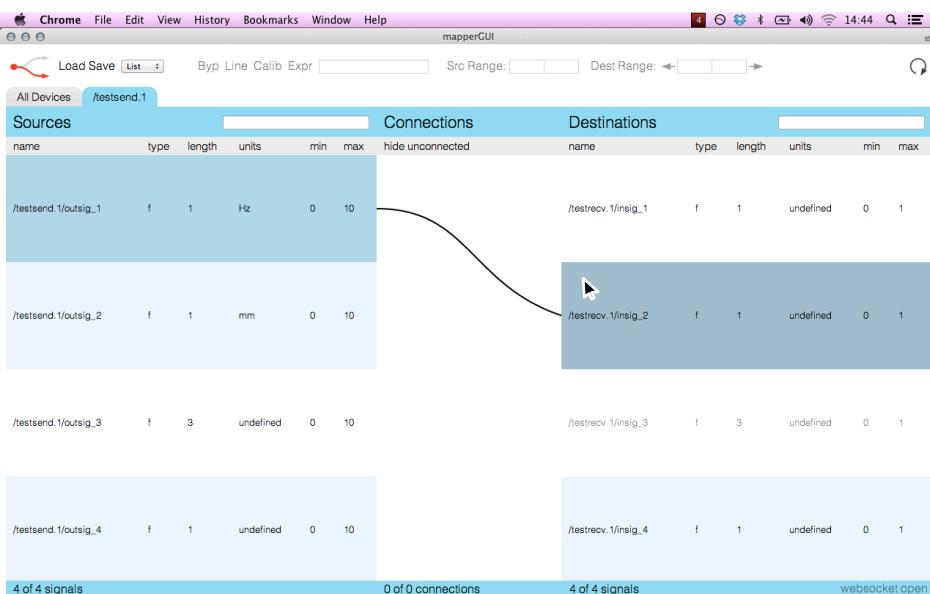 Chrome File Edit View History Bookmarks Window Help 4 14:44
mapperGUI
Load Save List Byp Line Calib Expr Src Range: Dest Range:
All Devices /testsend.1
Sources Connections Destinations
name type length units min max hide unconnected name type length units min max
/testsend.1/outsig_1 f 1 Hz 0 10 /testrecv.1/insig_1 f 1 undefined 0 1
/testsend.1/outsig_2 f 1 mm 0 10 /testrecv.1/insig_2 f 1 undefined 0 1
/testsend.1/outsig_3 f 3 undefined 0 10 /testrecv.1/insig_3 f 3 undefined 0 1
/testsend.1/outsig_4 f 1 undefined 0 10 /testrecv.1/insig_4 f 1 undefined 0 1
4 of 4 signals 0 of 0 connections 4 of 4 signals websocket open